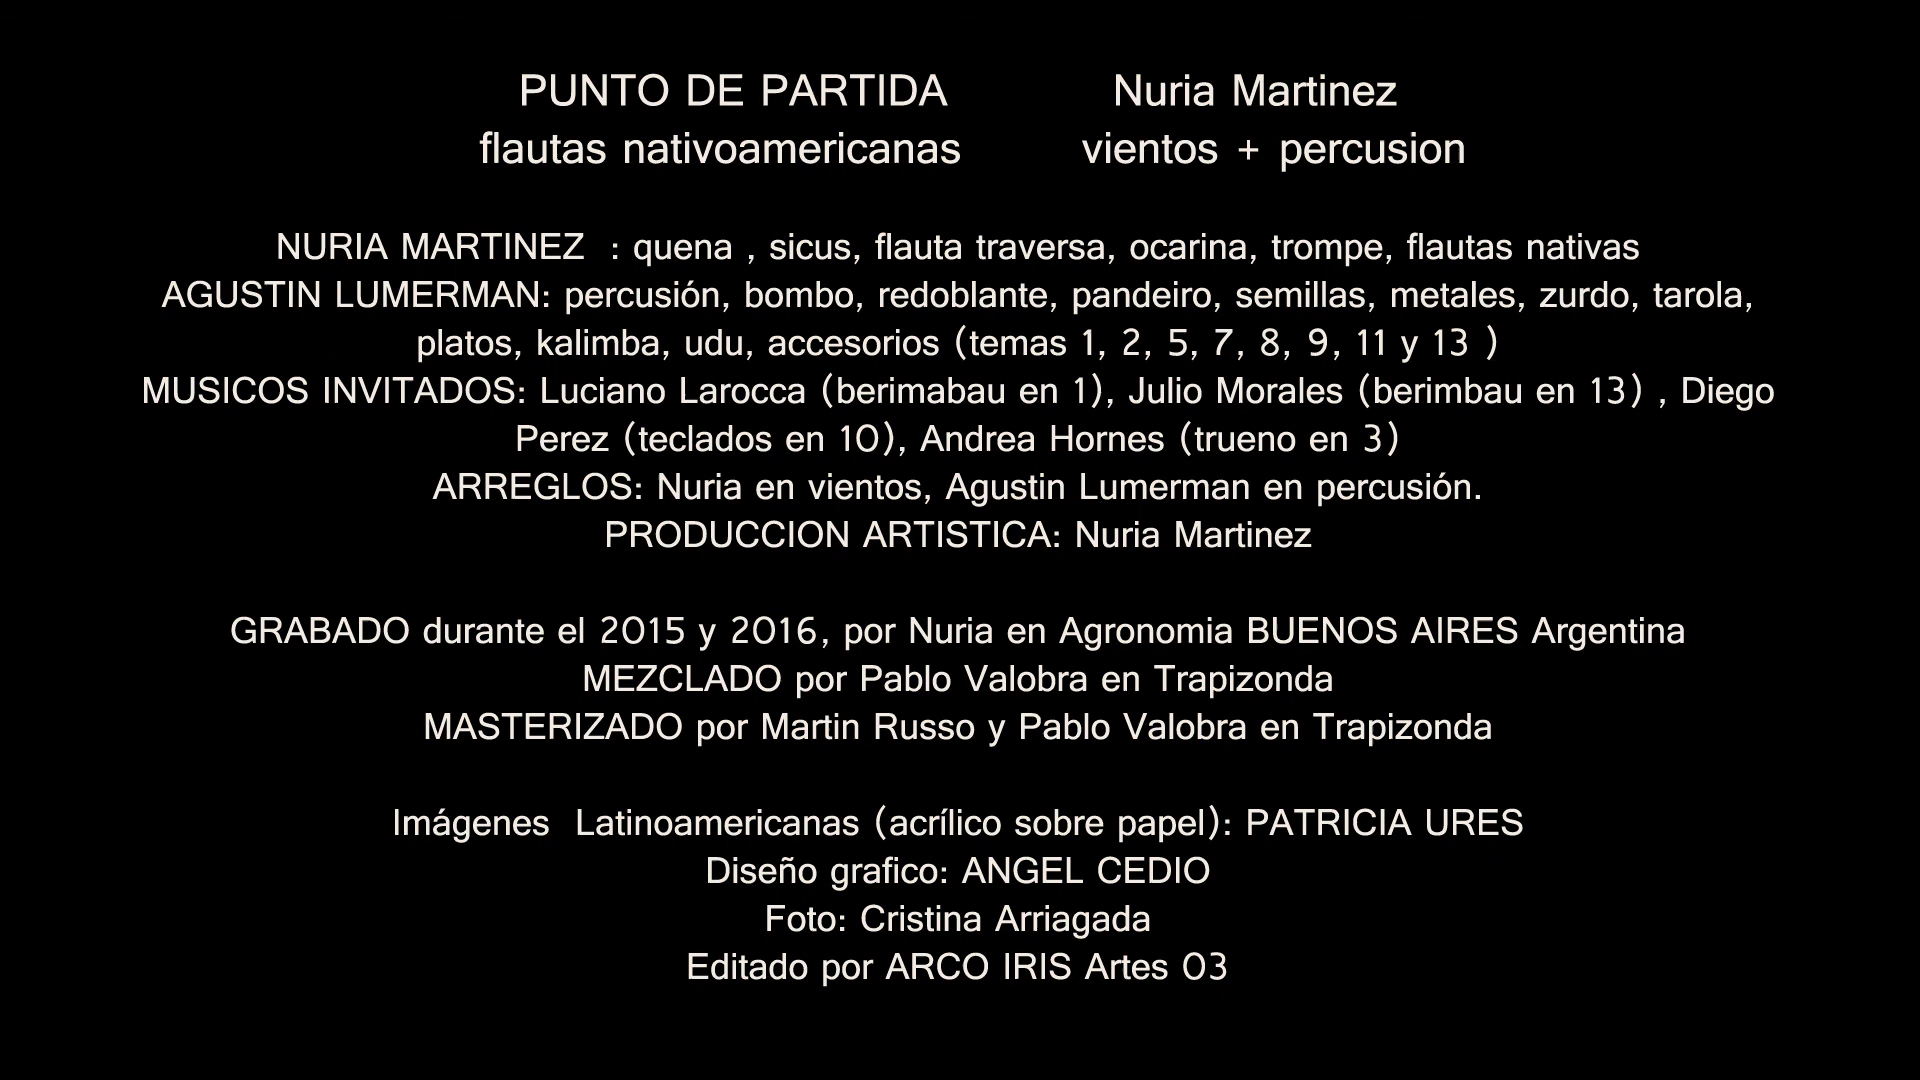 PUNTO DE PARTIDA Nuria Martinez
flautas nativoamericanas vientos + percusion
NURIA MARTINEZ : quena , sicus, flauta traversa, ocarina, trompe, flautas nativas
AGUSTIN LUMERMAN: percusión, bombo, redoblante, pandeiro, semillas, metales, zurdo, tarola,
platos, kalimba, udu, accesorios (temas 1, 2, 5, 7, 8, 9, 11 y 13 )
MUSICOS INVITADOS: Luciano Larocca (berimabau en 1), Julio Morales (berimbau en 13) , Diego
Perez (teclados en 10), Andrea Hornes (trueno en 3)
ARREGLOS: Nuria en vientos, Agustin Lumerman en percusión.
PRODUCCION ARTISTICA: Nuria Martinez
GRABADO durante el 2015 y 2016, por Nuria en Agronomia BUENOS AIRES Argentina
MEZCLADO por Pablo Valobra en Trapizonda
MASTERIZADO por Martin Russo y Pablo Valobra en Trapizonda
Imágenes Latinoamericanas (acrílico sobre papel): PATRICIA URES
Diseño grafico: ANGEL CEDIO
Foto: Cristina Arriagada
Editado por ARCO IRIS Artes 03